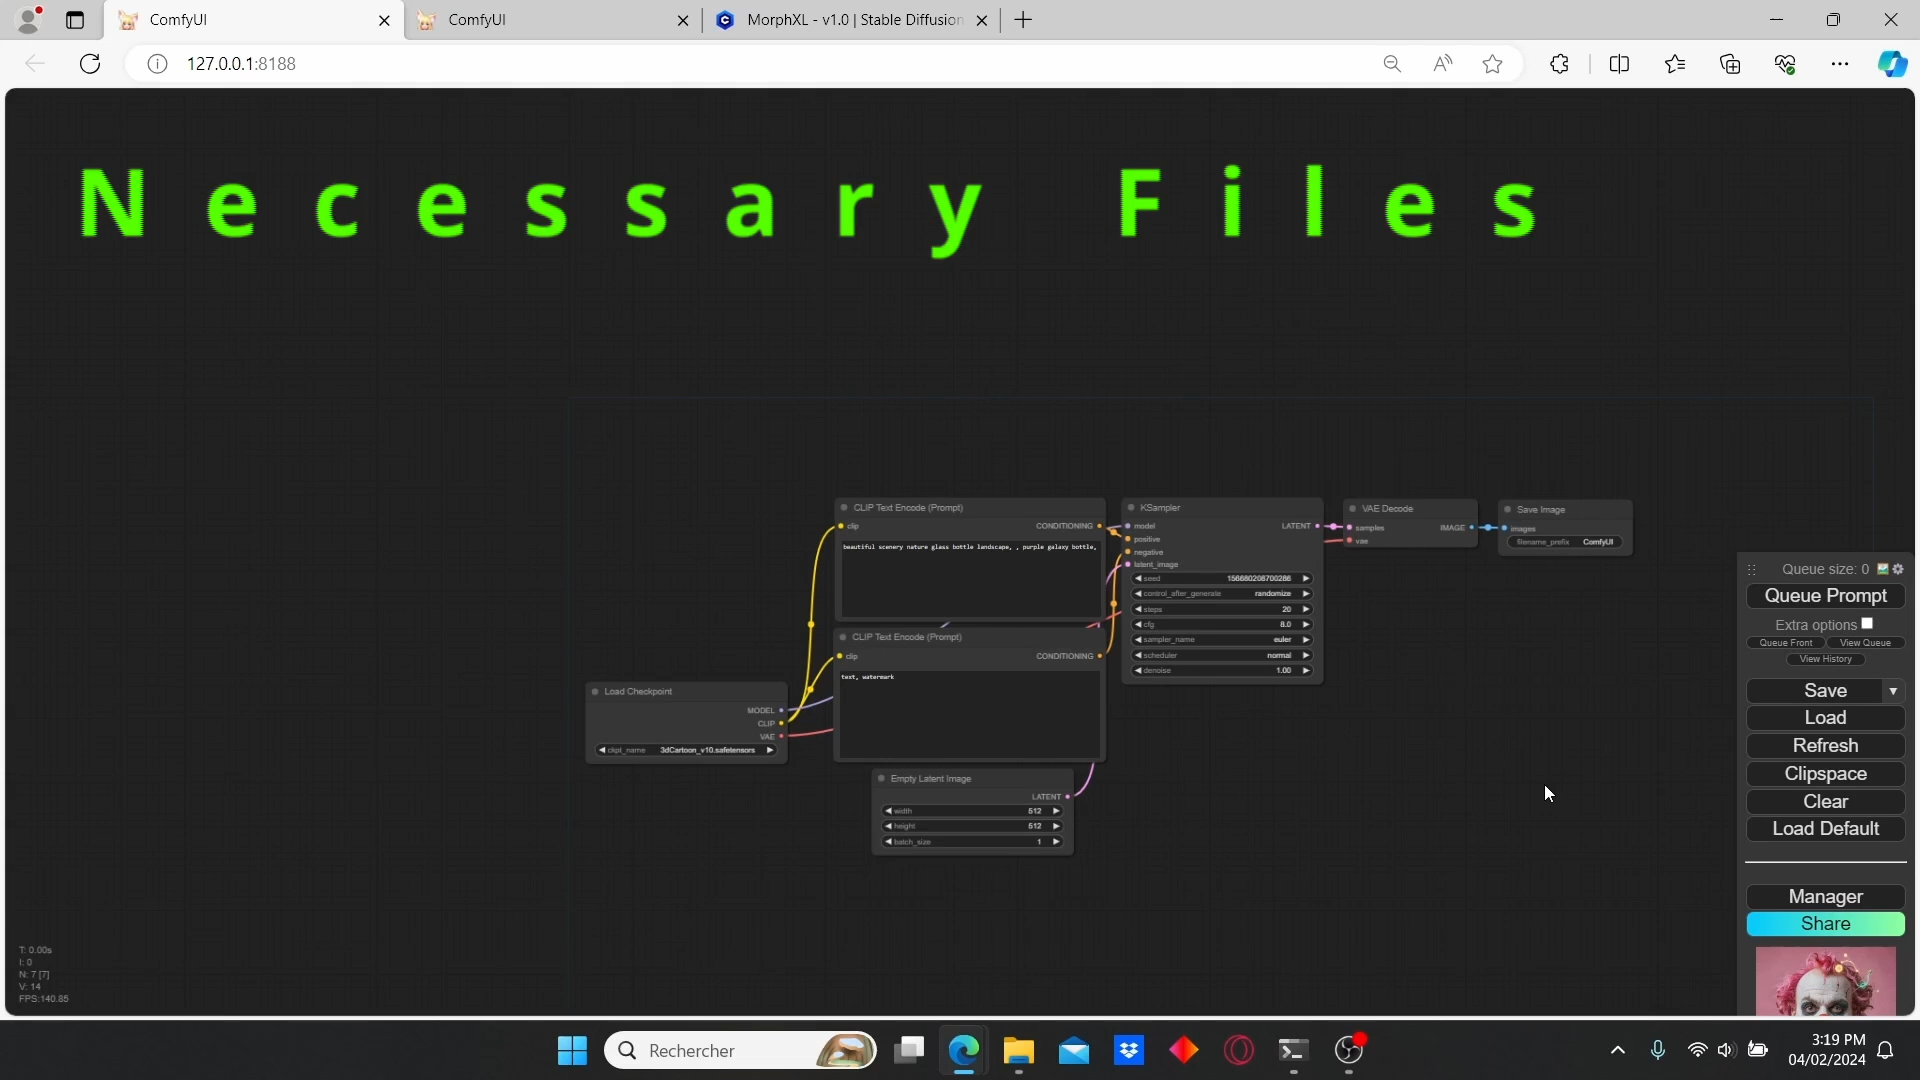 ComfyUI
ComfyUI
MorphXL - v1.0 | Stable Diffusion
127.0.0.1:8188
Necessary Files
CLIP Text Encode (Prompt)
clip
CONDITIONING
beautiful scenery nature glass bottle landscape, , purple galaxy bottle,
CLIP Text Encode (Prompt)
clip
CONDITIONING
text, watermark
KSampler
model
LATENT
positive
negative
latent_image
seed 156680208700286
control_after_generate randomize
steps 20
cfg 8.0
sampler_name euler
scheduler normal
denoise 1.00
VAE Decode
samples
IMAGE
vae
Save Image
images
filename_prefix ComfyUI
Load Checkpoint
MODEL
CLIP
VAE
ckpt_name 3dCartoon_v10.safetensors
Empty Latent Image
LATENT
width 512
height 512
batch_size 1
Queue size: 0
Queue Prompt
Extra options
Queue Front
View Queue
View History
Save
Load
Refresh
Clipspace
Clear
Load Default
Manager
Share
T: 0.00s
I: 0
N: 7 [7]
V: 14
FPS:140.85
Rechercher
3:19 PM
04/02/2024